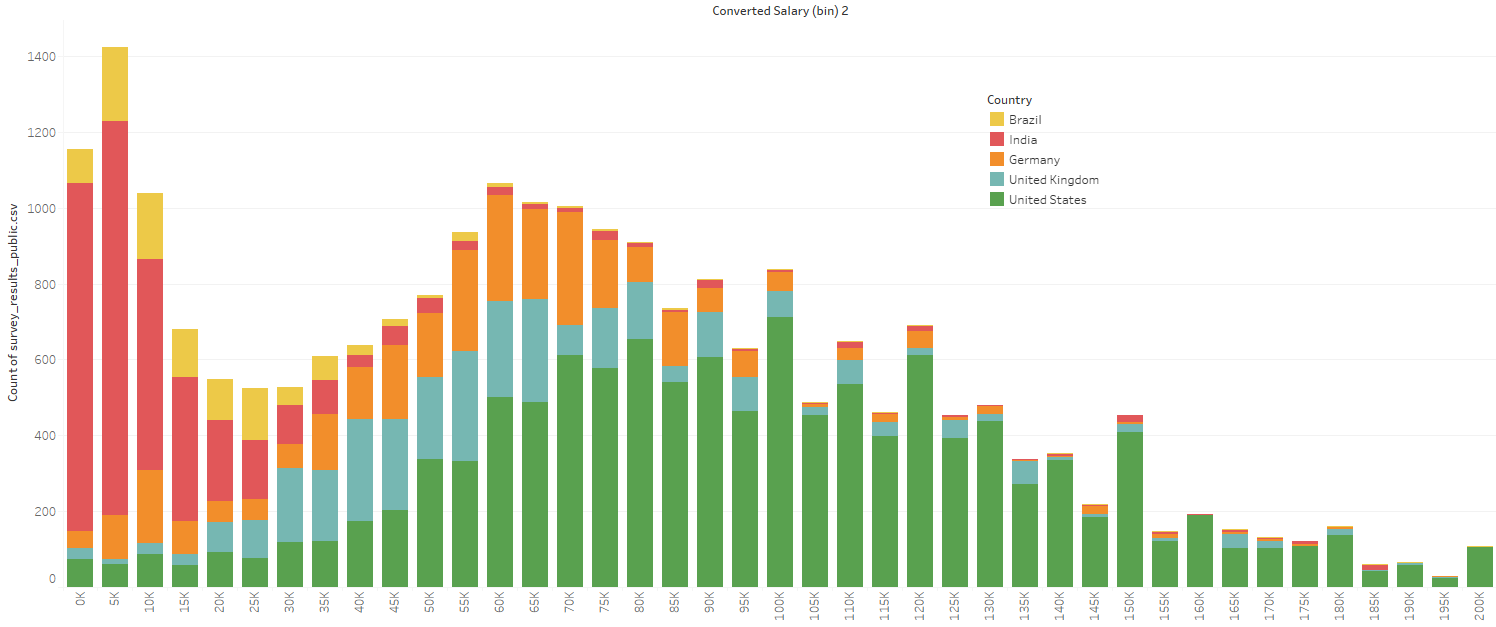 Converted Salary (bin) 2
Count of survey_results_public.csv
1400
1200
1000
800
600
400
200
0
Country
Brazil
India
Germany
United Kingdom
United States
0K
5K
10K
15K
20K
25K
30K
35K
40K
45K
50K
55K
60K
65K
70K
75K
80K
85K
90K
95K
100K
105K
110K
115K
120K
125K
130K
135K
140K
145K
150K
155K
160K
165K
170K
175K
180K
185K
190K
195K
200K